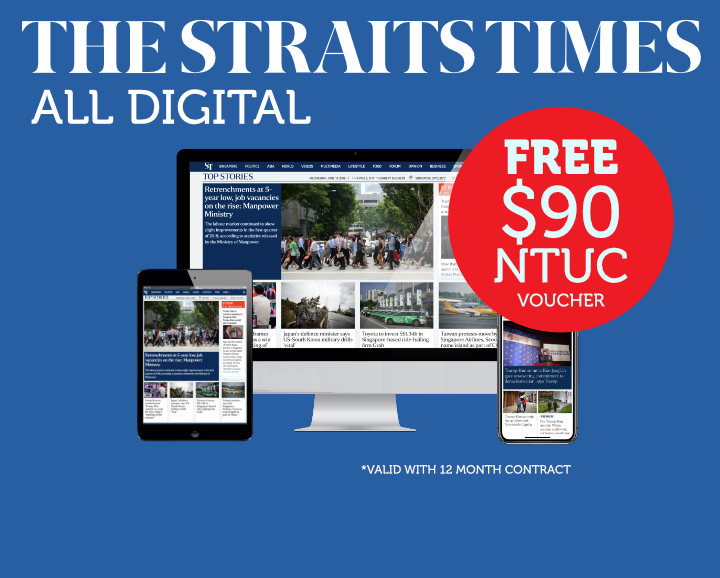 THE STRAITS TIMES
ALL DIGITAL
FREE
$90
NTUC
VOUCHER
ST SINGAPORE POLITICS ASIA WORLD VIDEOS MULTIMEDIA LIFESTYLE FOOD FORUM OPINION BUSINESS
TOP STORIES
Retrenchments at 5-
year low, job vacancies
on the rise: Manpower
Ministry
The labour market continued to show
slight improvements in the first quarter
of 2018, according to statistics released
by the Ministry of Manpower
Japan's defence minister says
US-South Korea military drills
'vital'
Toyota to invest S$1.34b in
Singapore-based ride-hailing
firm Grab
Taiwan protests move by
Singapore Airlines, Scoot
name island as part of C
TOP STORIES
Retrenchments at 5-year low, job
vacancies on the rise: Manpower
Ministry
*VALID WITH 12 MONTH CONTRACT